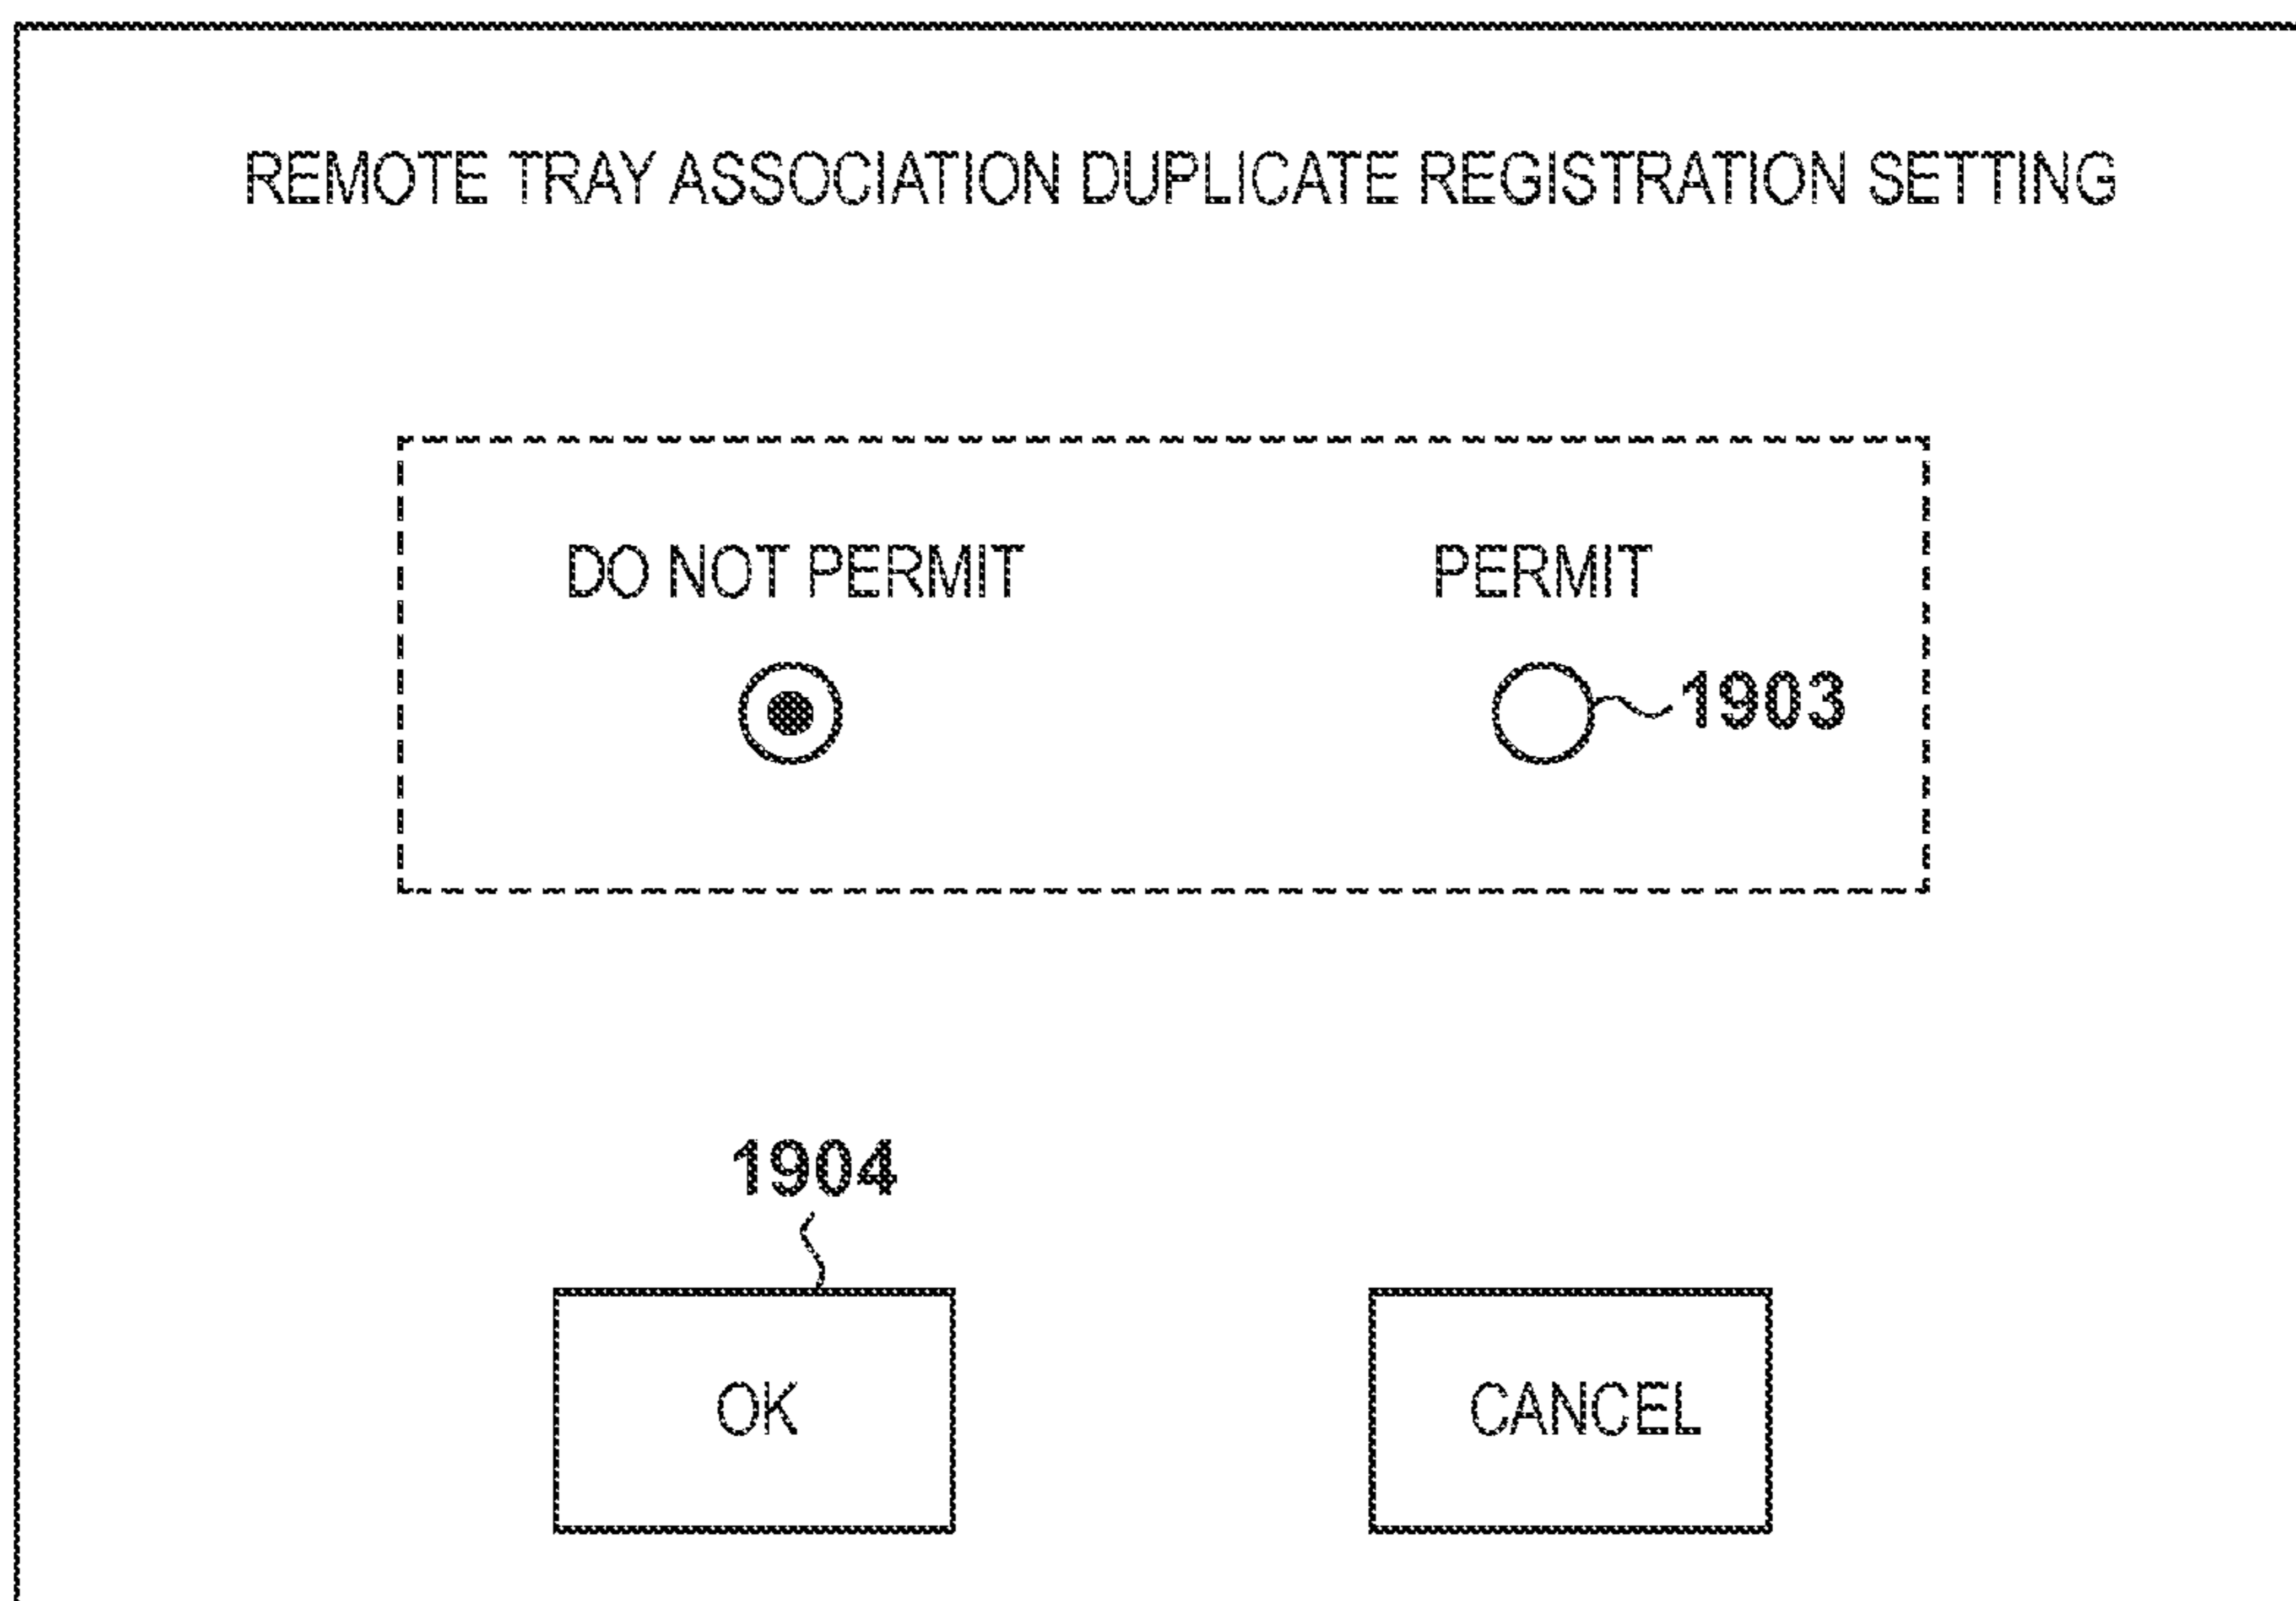 REMOTE TRAY ASSOCIATION DUPLICATE REGISTRATION SETTING
DO NOT PERMIT PERMIT
1903
1904
OK CANCEL